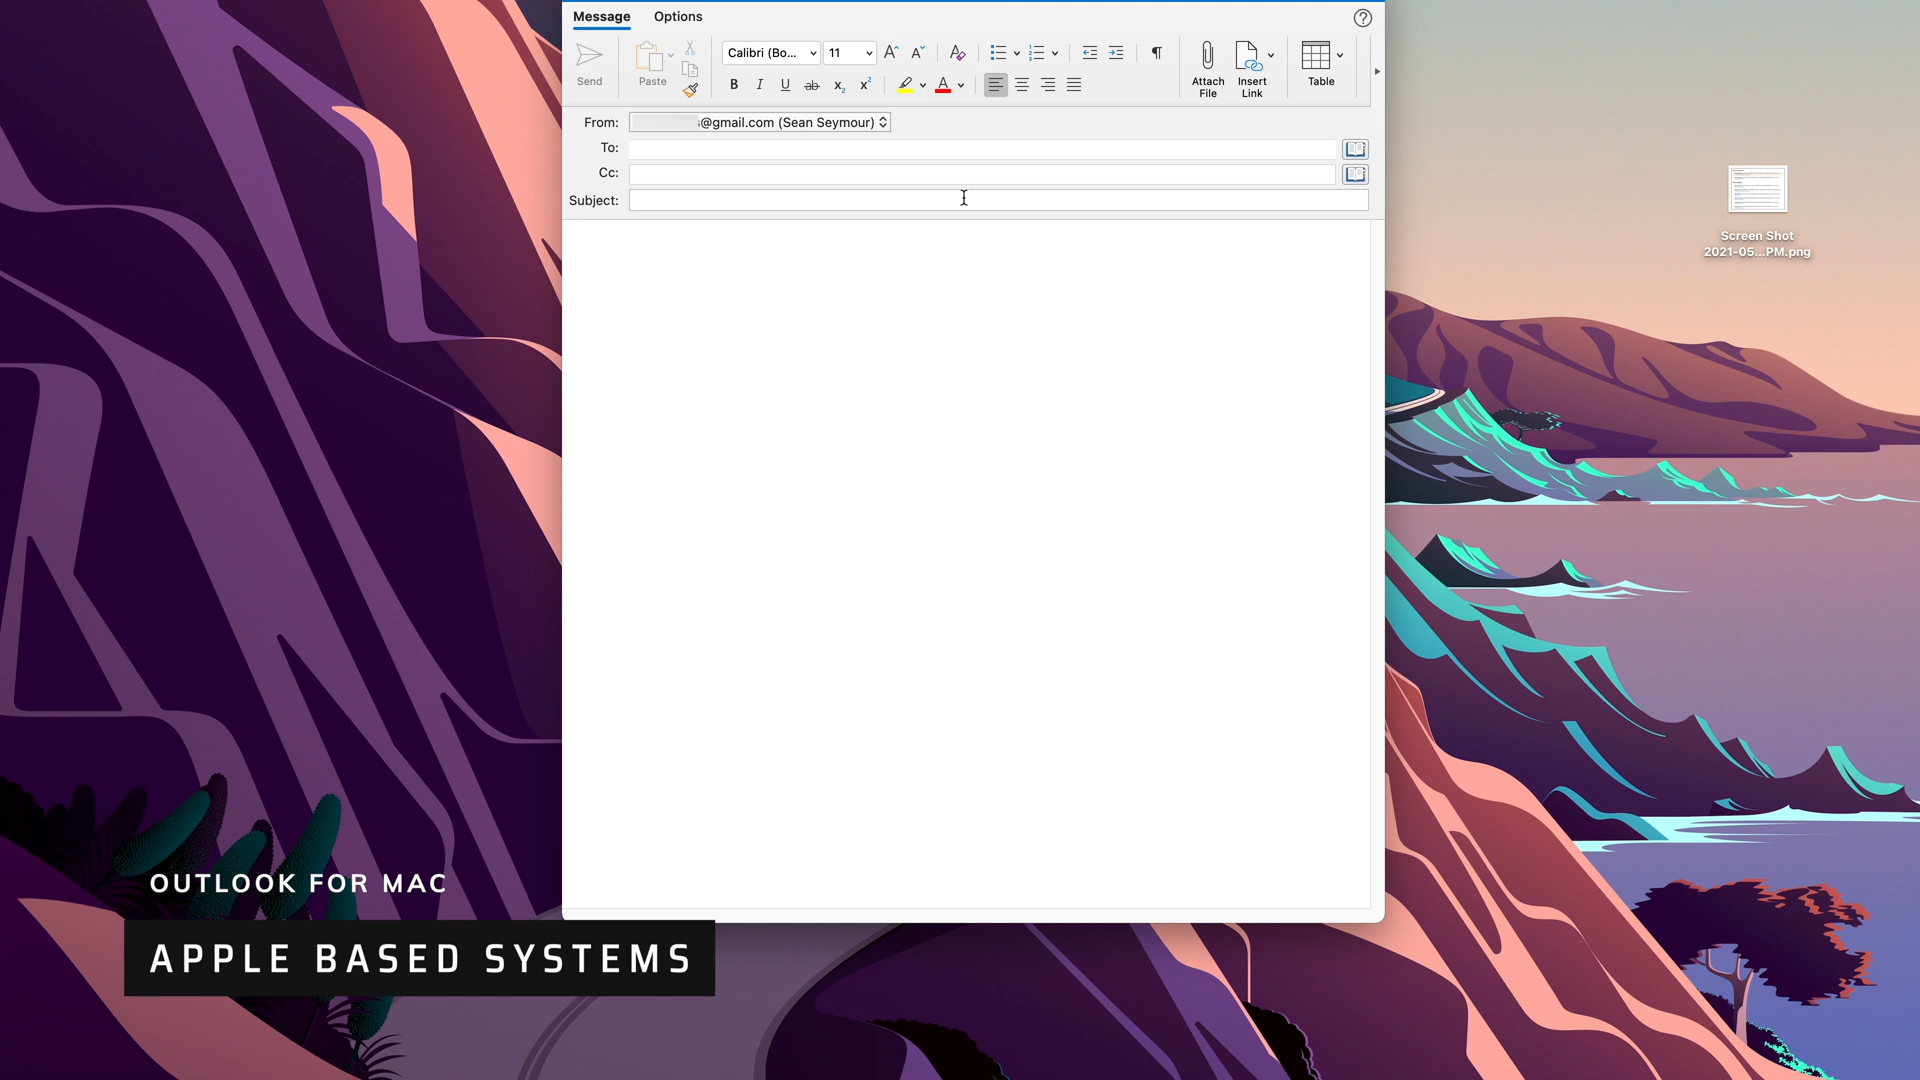 Message Options
Send
Paste
Calibri (Bo... 11
Attach File
Insert Link
Table
From: @gmail.com (Sean Seymour)
To:
Cc:
Subject:
Screen Shot
2021-05...PM.png
OUTLOOK FOR MAC
APPLE BASED SYSTEMS